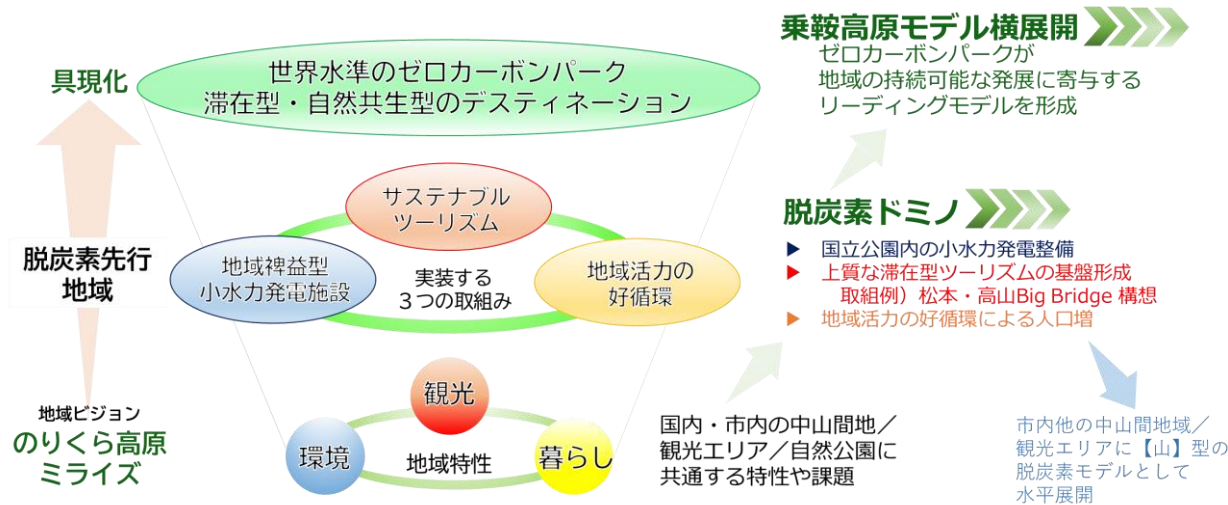 具現化
世界水準のゼロカーボンパーク
滞在型・自然共生型のデスティネーション
サステナブル
ツーリズム
脱炭素先行
地域
地域裨益型
小水力発電施設
実装する
３つの取組み
地域活力の
好循環
地域ビジョン
のりくら高原
ミライズ
観光
環境
地域特性
暮らし
乗鞍高原モデル横展開
ゼロカーボンパークが
地域の持続可能な発展に寄与する
リーディングモデルを形成
脱炭素ドミノ
▶ 国立公園内の小水力発電整備
▶ 上質な滞在型ツーリズムの基盤形成
取組例）松本・高山Big Bridge 構想
▶ 地域活力の好循環による人口増
国内・市内の中山間地／
観光エリア／自然公園に
共通する特性や課題
市内他の中山間地域／
観光エリアに【山】型の
脱炭素モデルとして
水平展開